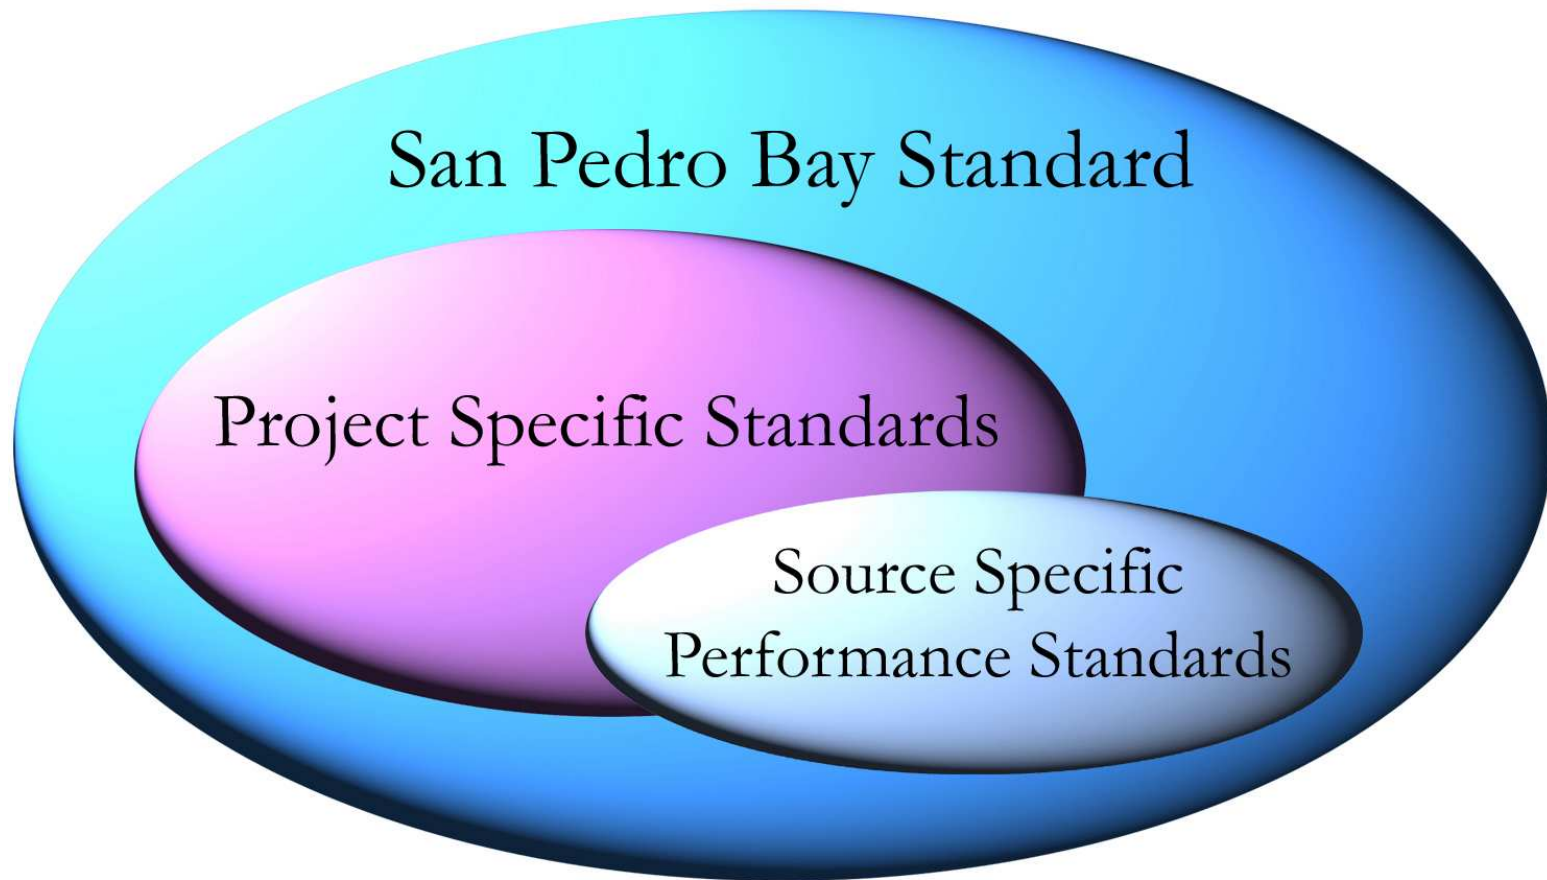 San Pedro Bay Standard
Project Specific Standards
Source Specific
Performance Standards